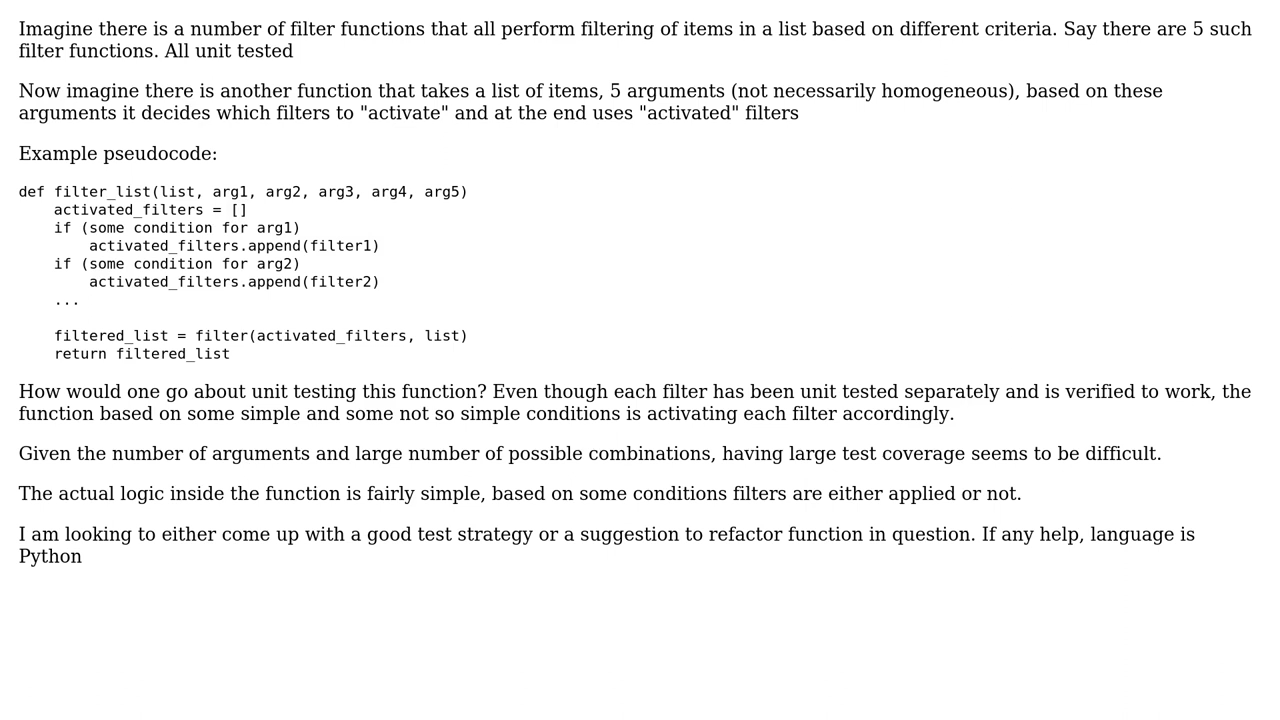 Imagine there is a number of filter functions that all perform filtering of items in a list based on different criteria. Say there are 5 such
filter functions. All unit tested
Now imagine there is another function that takes a list of items, 5 arguments (not necessarily homogeneous), based on these
arguments it decides which filters to "activate" and at the end uses "activated" filters
Example pseudocode:
def filter_list(list, arg1, arg2, arg3, arg4, arg5)
    activated_filters = []
    if (some condition for arg1)
        activated_filters.append(filter1)
    if (some condition for arg2)
        activated_filters.append(filter2)
    ...
    filtered_list = filter(activated_filters, list)
    return filtered_list
How would one go about unit testing this function? Even though each filter has been unit tested separately and is verified to work, the
function based on some simple and some not so simple conditions is activating each filter accordingly.
Given the number of arguments and large number of possible combinations, having large test coverage seems to be difficult.
The actual logic inside the function is fairly simple, based on some conditions filters are either applied or not.
I am looking to either come up with a good test strategy or a suggestion to refactor function in question. If any help, language is
Python